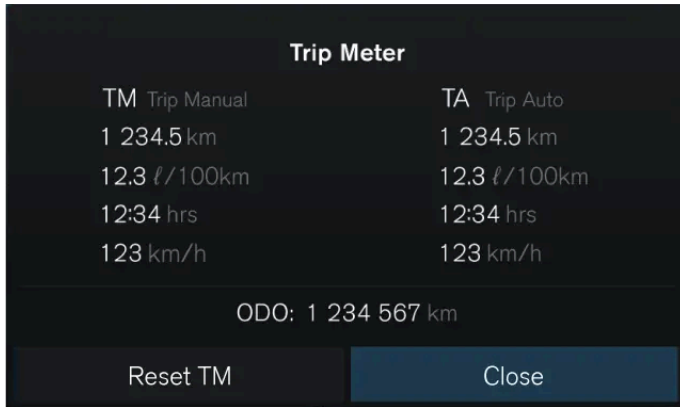 Trip Meter
TM Trip Manual
1 234.5 km
12.3 ℓ/100km
12:34 hrs
123 km/h
TA Trip Auto
1 234.5 km
12.3 ℓ/100km
12:34 hrs
123 km/h
ODO: 1 234 567 km
Reset TM
Close